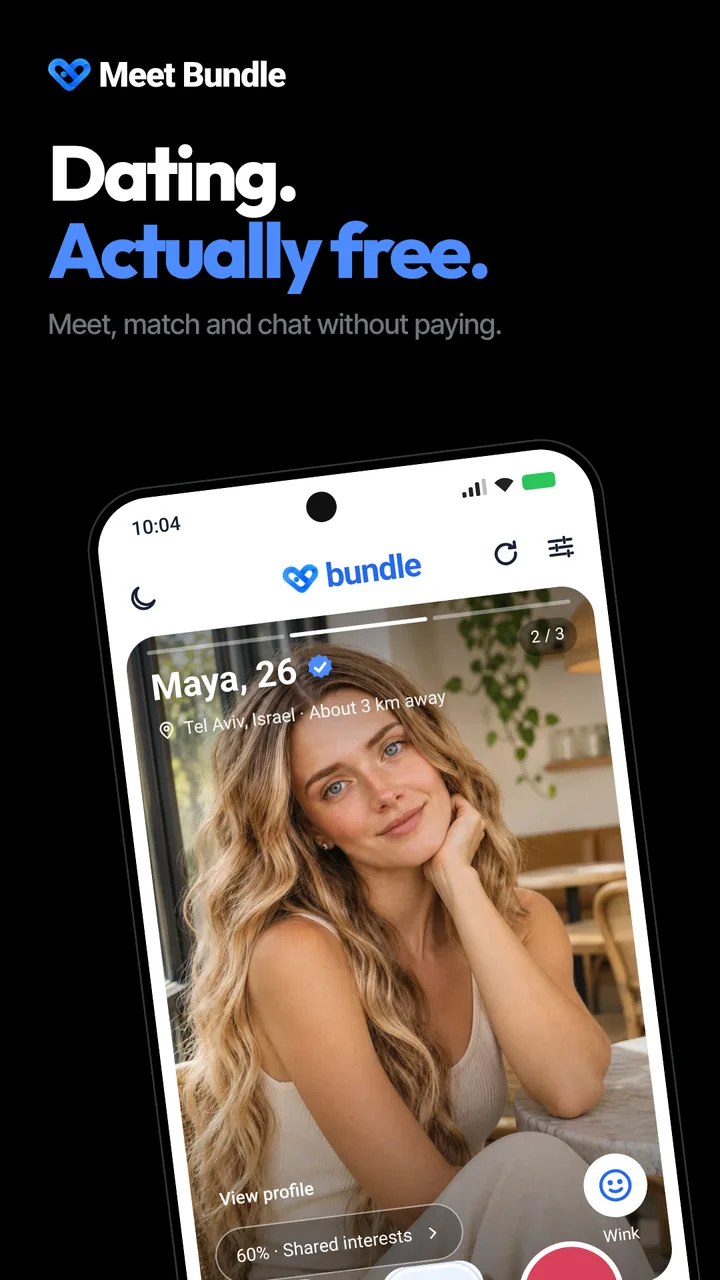 Meet Bundle
Dating.
Actually free.
Meet, match and chat without paying.
10:04
bundle
2 / 3
Maya, 26
Tel Aviv, Israel · About 3 km away
View profile
60% · Shared interests
Wink